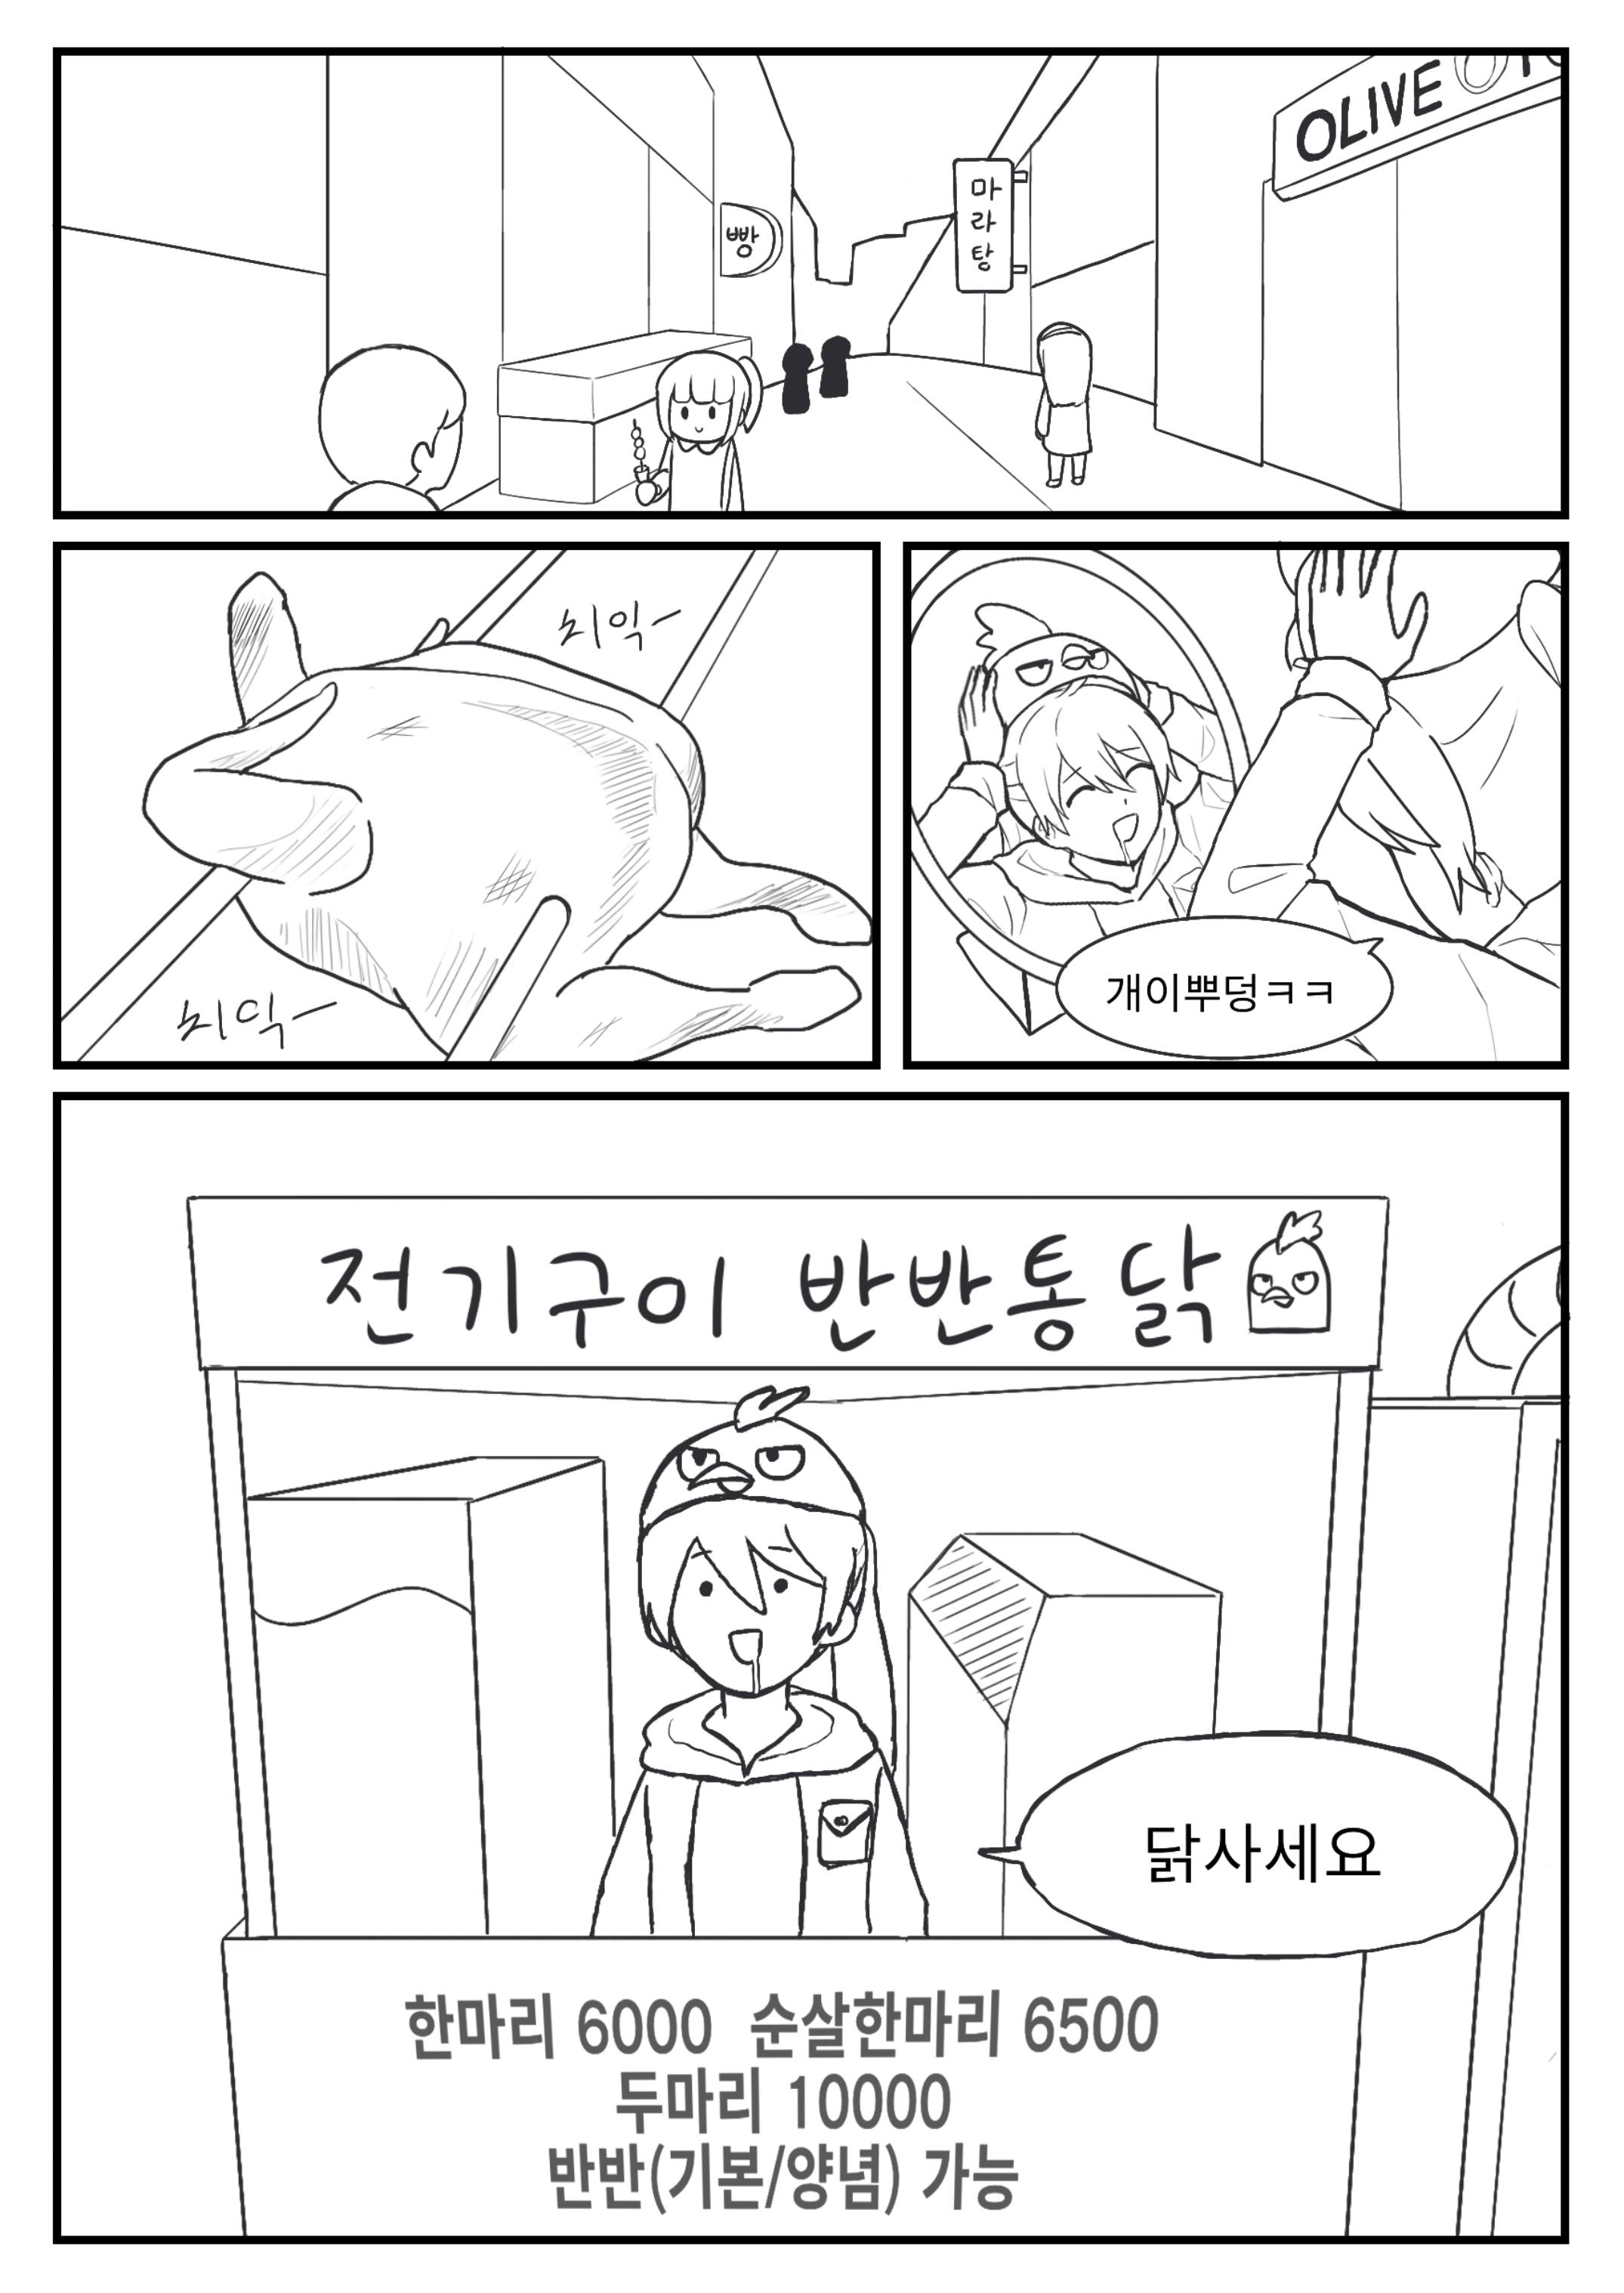 OLIVE
빵
마
라
탕
치익-
치익-
개이뿌덩ㅋㅋ
전기구이 반반통닭
닭사세요
한마리 6000 순살한마리 6500
두마리 10000
반반(기본/양념) 가능